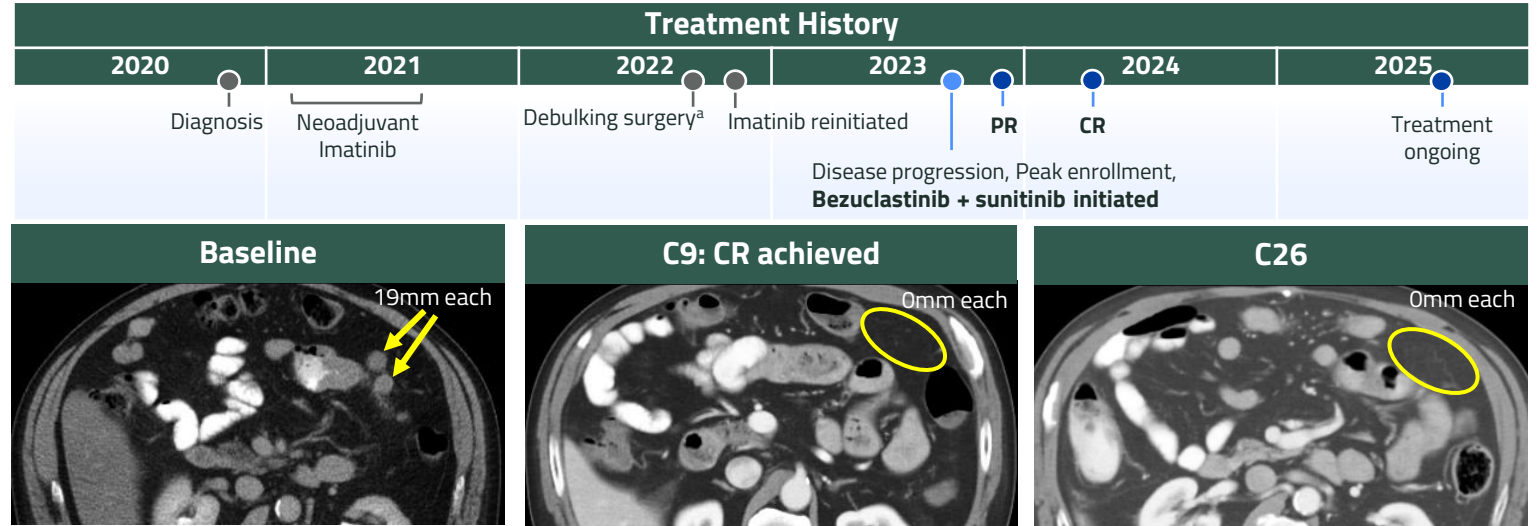 Treatment History
2020 2021 2022 2023 2024 2025
Diagnosis
Neoadjuvant
Imatinib
Debulking surgeryᵃ
Imatinib reinitiated
PR
CR
Treatment
ongoing
Disease progression, Peak enrollment,
Bezuclastinib + sunitinib initiated
Baseline
19mm each
C9: CR achieved
0mm each
C26
0mm each